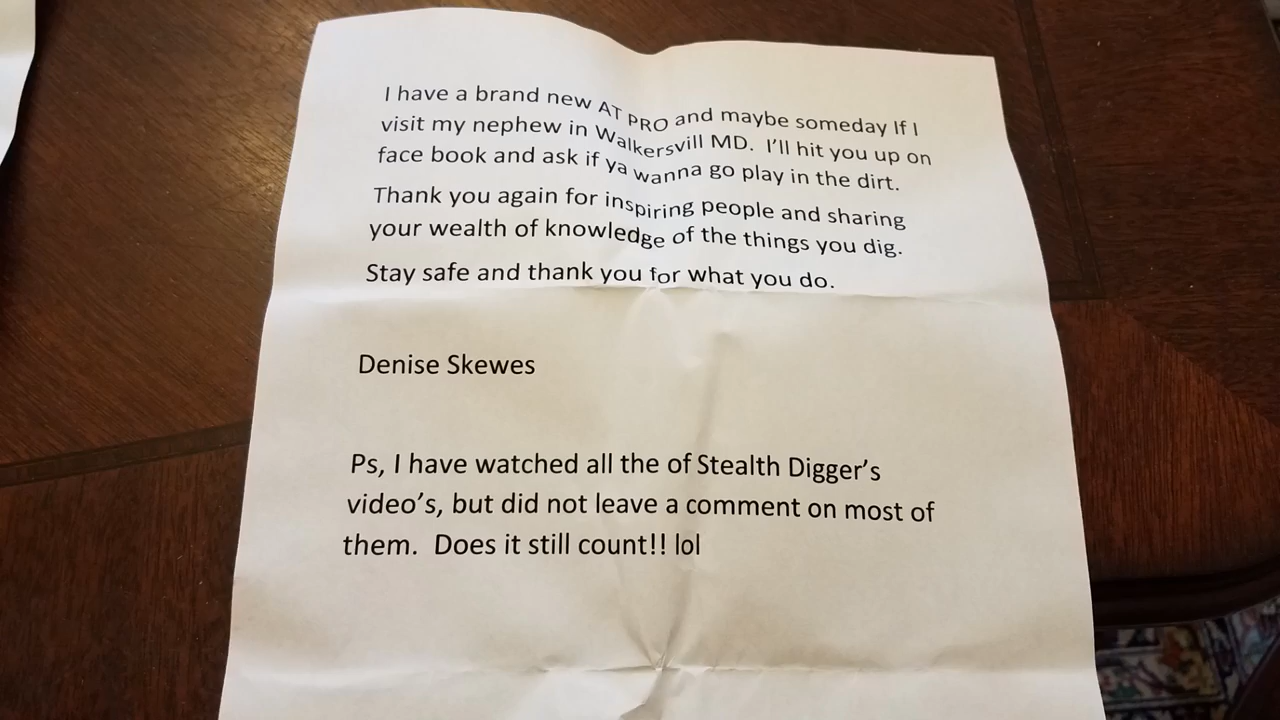 I have a brand new AT PRO and maybe someday If I
visit my nephew in Walkersvill MD.  I'll hit you up on
face book and ask if ya wanna go play in the dirt.
Thank you again for inspiring people and sharing
your wealth of knowledge of the things you dig.
Stay safe and thank you for what you do.
Denise Skewes
Ps, I have watched all the of Stealth Digger's
video's, but did not leave a comment on most of
them.  Does it still count!! lol